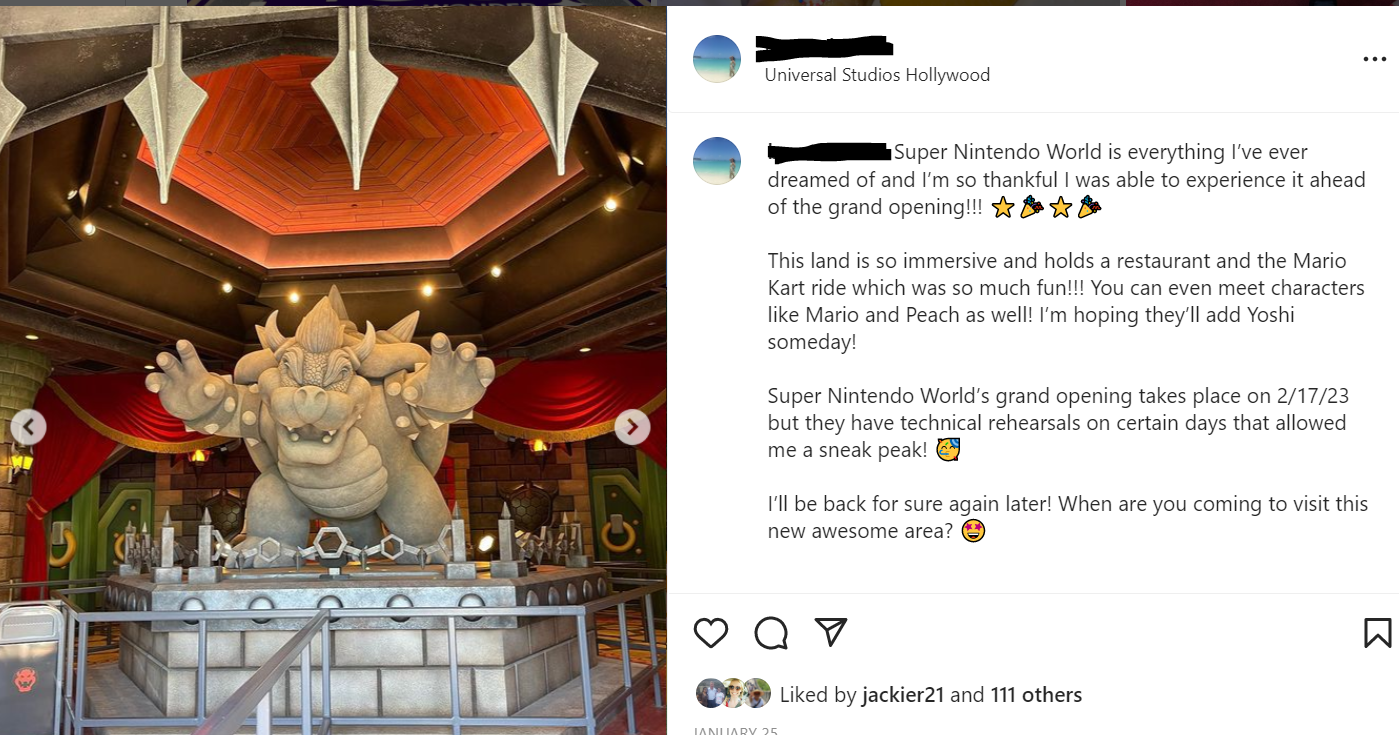 WONDER
Universal Studios Hollywood
Super Nintendo World is everything I’ve ever
dreamed of and I’m so thankful I was able to experience it ahead
of the grand opening!!! ⭐🎉⭐🎉
This land is so immersive and holds a restaurant and the Mario
Kart ride which was so much fun!!! You can even meet characters
like Mario and Peach as well! I’m hoping they’ll add Yoshi
someday!
Super Nintendo World’s grand opening takes place on 2/17/23
but they have technical rehearsals on certain days that allowed
me a sneak peak! 🥳
I’ll be back for sure again later! When are you coming to visit this
new awesome area? 🤩
Liked by jackier21 and 111 others
JANUARY 25